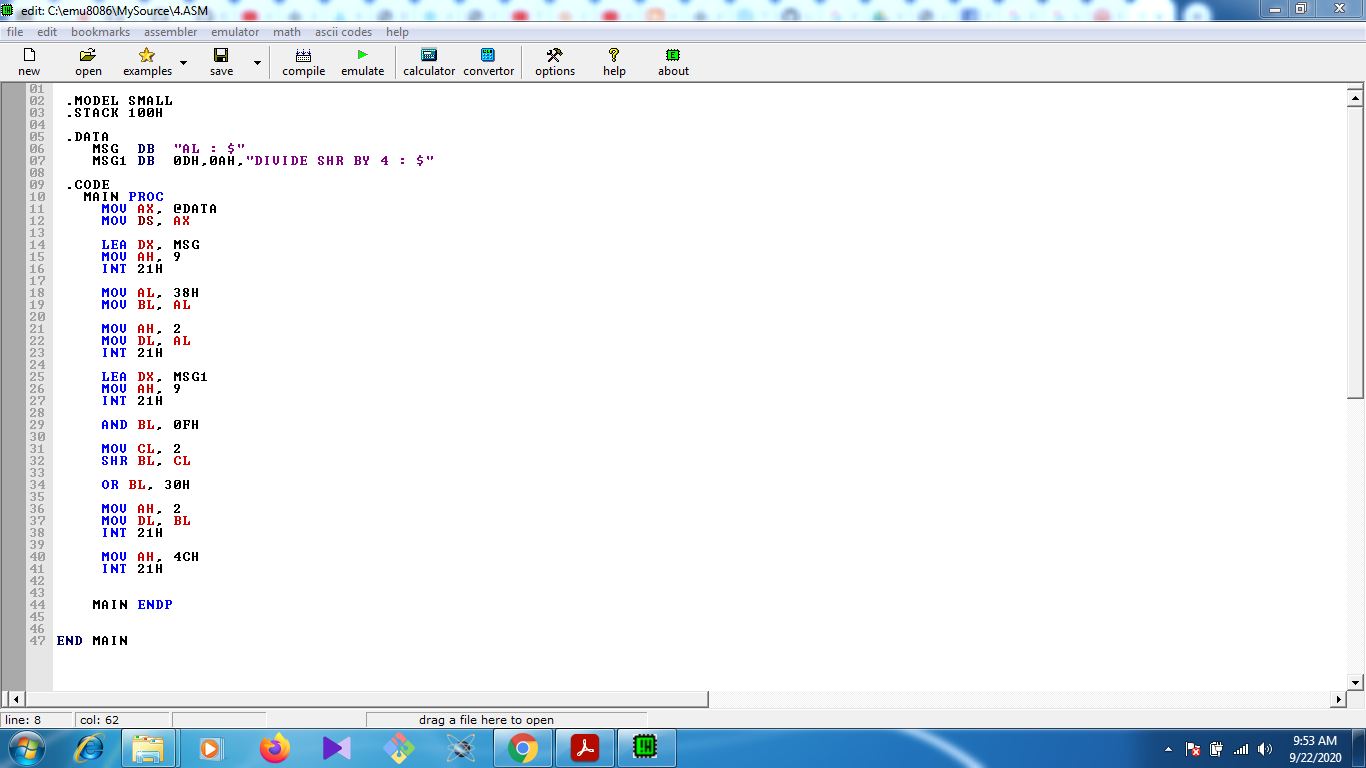 edit: C:\emu8086\MySource\4.ASM
file edit bookmarks assembler emulator math ascii codes help
new open examples save compile emulate calculator convertor options help about
01
02 .MODEL SMALL
03 .STACK 100H
04
05 .DATA
06 MSG DB "AL : $"
07 MSG1 DB 0DH,0AH,"DIVIDE SHR BY 4 : $"
08
09 .CODE
10 MAIN PROC
11 MOV AX, @DATA
12 MOV DS, AX
13
14 LEA DX, MSG
15 MOV AH, 9
16 INT 21H
17
18 MOV AL, 38H
19 MOV BL, AL
20
21 MOV AH, 2
22 MOV DL, AL
23 INT 21H
24
25 LEA DX, MSG1
26 MOV AH, 9
27 INT 21H
28
29 AND BL, 0FH
30
31 MOV CL, 2
32 SHR BL, CL
33
34 OR BL, 30H
35
36 MOV AH, 2
37 MOV DL, BL
38 INT 21H
39
40 MOV AH, 4CH
41 INT 21H
42
43
44 MAIN ENDP
45
46
47 END MAIN
line: 8 col: 62 drag a file here to open
9:53 AM
9/22/2020